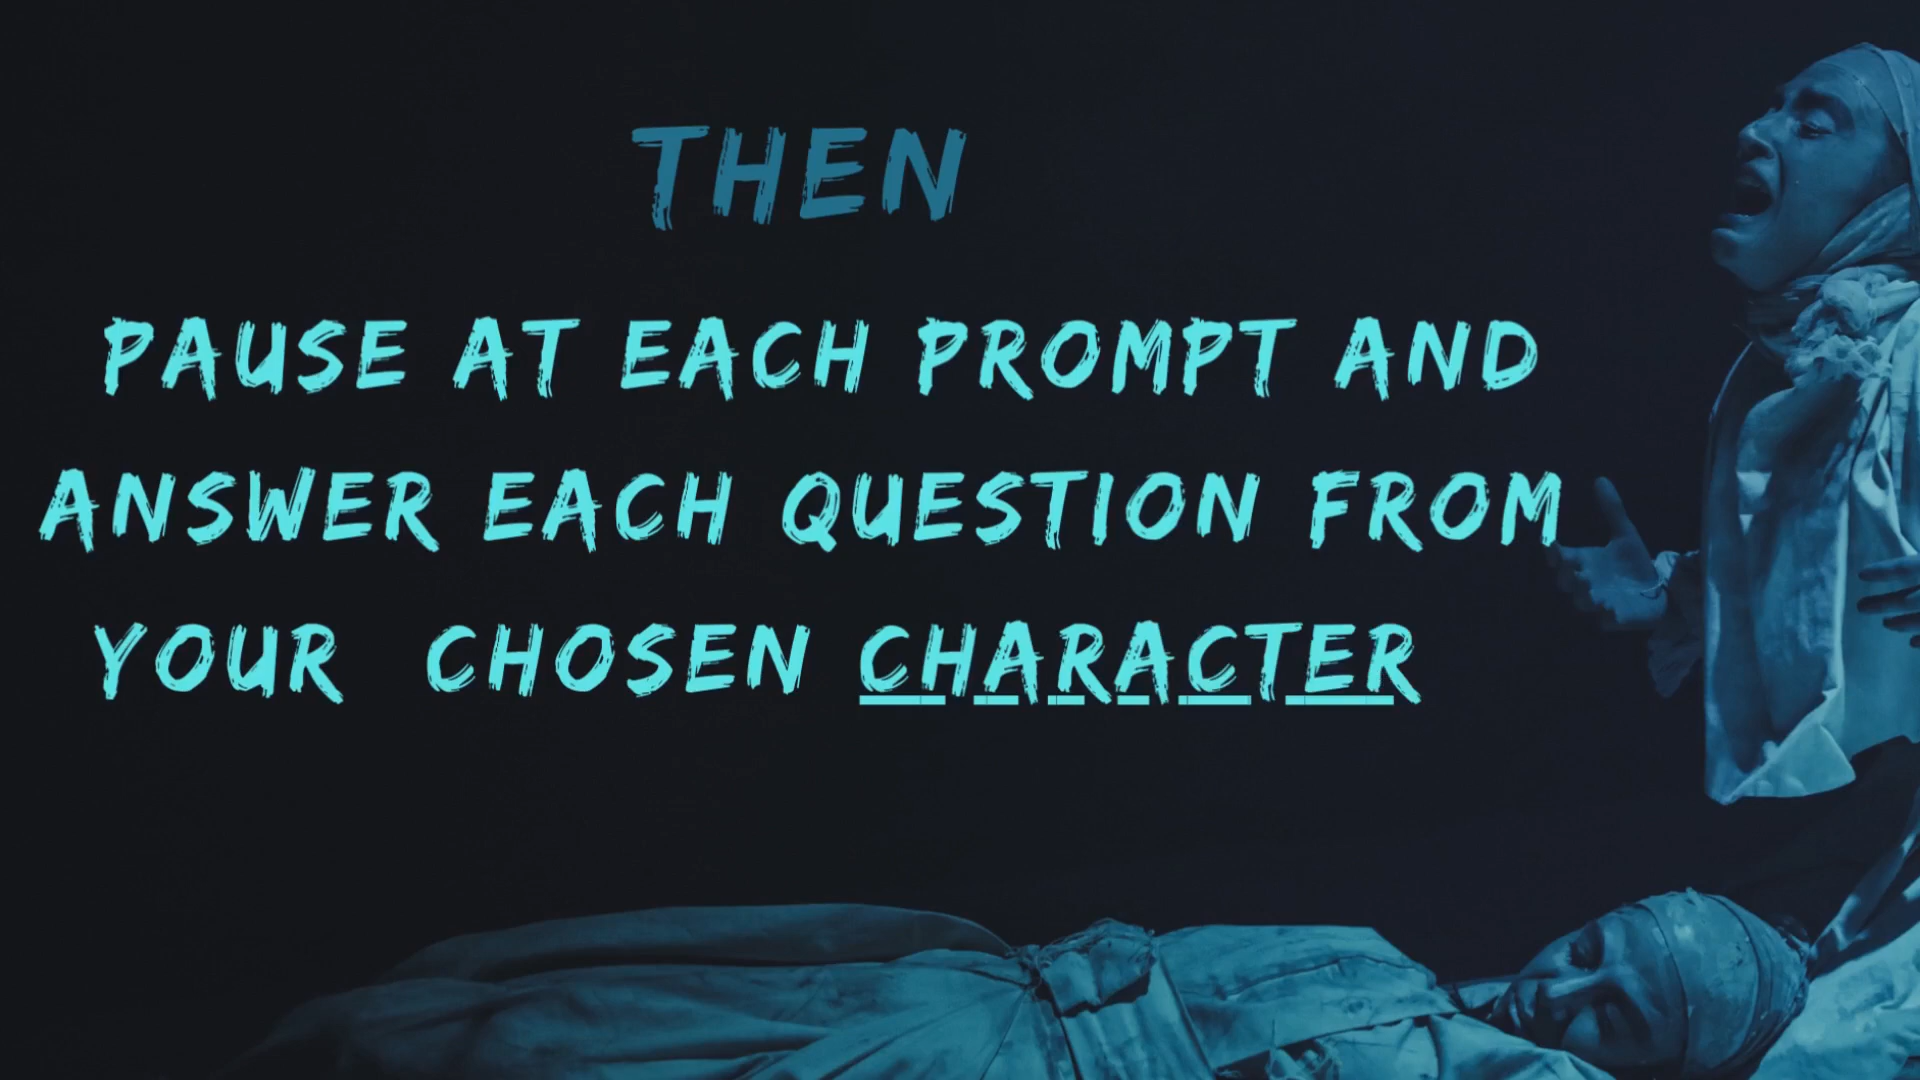 THEN
PAUSE AT EACH PROMPT AND
ANSWER EACH QUESTION FROM
YOUR CHOSEN CHARACTER